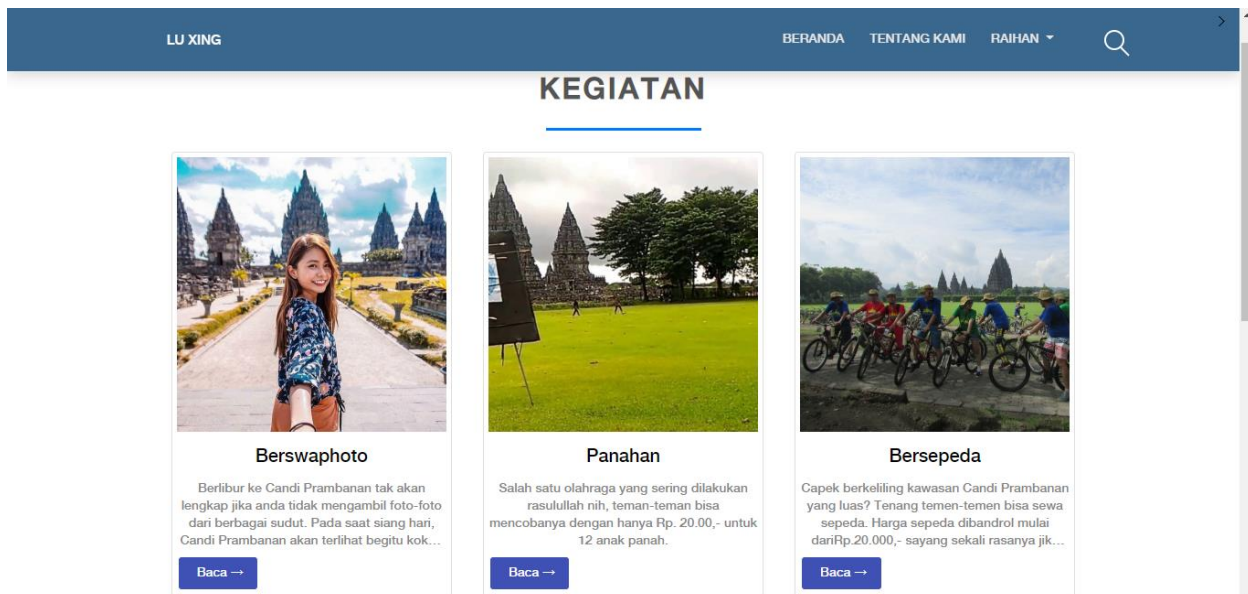 LU XING
BERANDA TENTANG KAMI RAIHAN
KEGIATAN
Berswaphoto
Berlibur ke Candi Prambanan tak akan
lengkap jika anda tidak mengambil foto-foto
dari berbagai sudut. Pada saat siang hari,
Candi Prambanan akan terlihat begitu kok...
Baca →
Panahan
Salah satu olahraga yang sering dilakukan
rasulullah nih, teman-teman bisa
mencobanya dengan hanya Rp. 20.00,- untuk
12 anak panah.
Baca →
Bersepeda
Capek berkeliling kawasan Candi Prambanan
yang luas? Tenang temen-temen bisa sewa
sepeda. Harga sepeda dibandrol mulai
dariRp.20.000,- sayang sekali rasanya jik...
Baca →